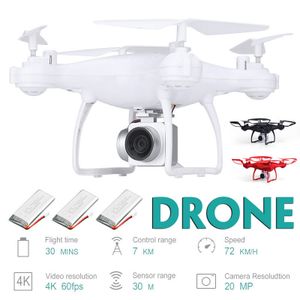 DRONE
Flight time
30 MINS
Control range
7 KM
Speed
72 KM/H
4K
Video resolution
4K 60fps
Sensor range
30 M
Camera Resolution
20 MP